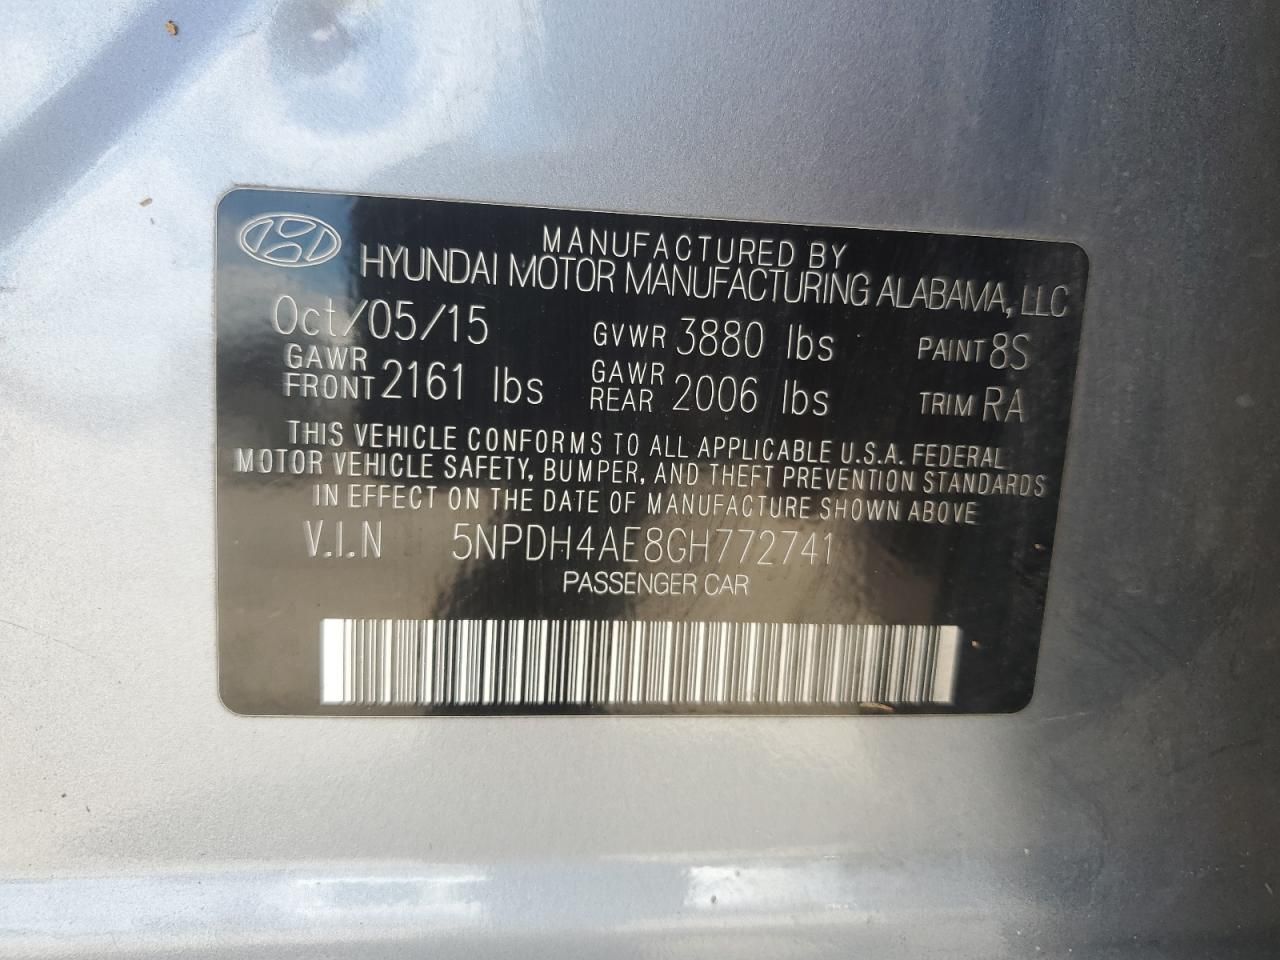 MANUFACTURED BY
HYUNDAI MOTOR MANUFACTURING ALABAMA, LLC
Oct/05/15 GVWR 3880 lbs PAINT 8S
GAWR FRONT 2161 lbs GAWR REAR 2006 lbs TRIM RA
THIS VEHICLE CONFORMS TO ALL APPLICABLE U.S.A. FEDERAL
MOTOR VEHICLE SAFETY, BUMPER, AND THEFT PREVENTION STANDARDS
IN EFFECT ON THE DATE OF MANUFACTURE SHOWN ABOVE
V.I.N 5NPDH4AE8GH772741
PASSENGER CAR